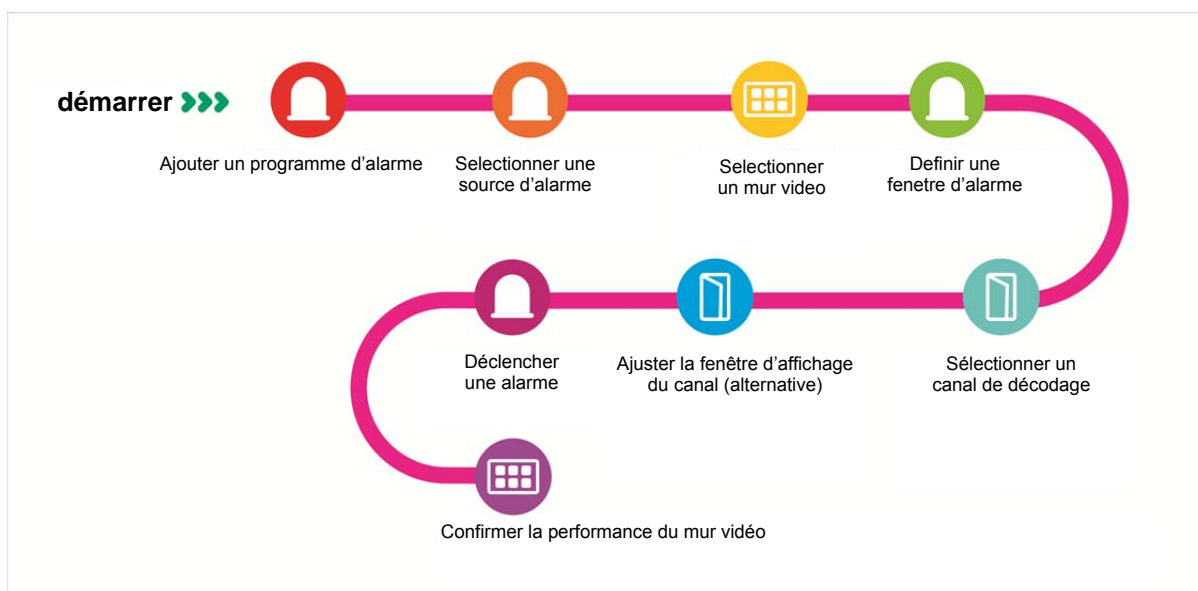 démarrer
Ajouter un programme d'alarme
Selectionner une
source d'alarme
Selectionner
un mur video
Definir une
fenetre d'alarme
Sélectionner un
canal de décodage
Ajuster la fenêtre d'affichage
du canal (alternative)
Déclencher
une alarme
Confirmer la performance du mur vidéo